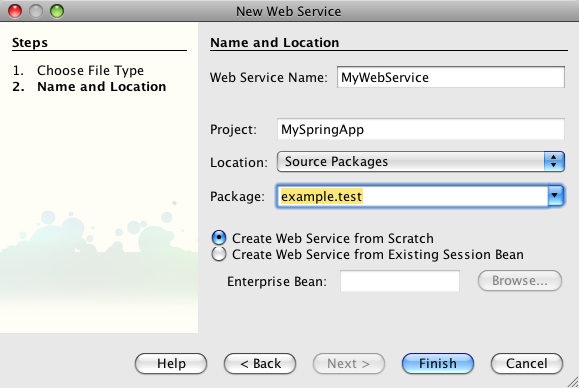 New Web Service
Steps
1. Choose File Type
2. Name and Location
Name and Location
Web Service Name: MyWebService
Project: MySpringApp
Location: Source Packages
Package: example.test
Create Web Service from Scratch
Create Web Service from Existing Session Bean
Enterprise Bean: Browse...
Help < Back Next > Finish Cancel